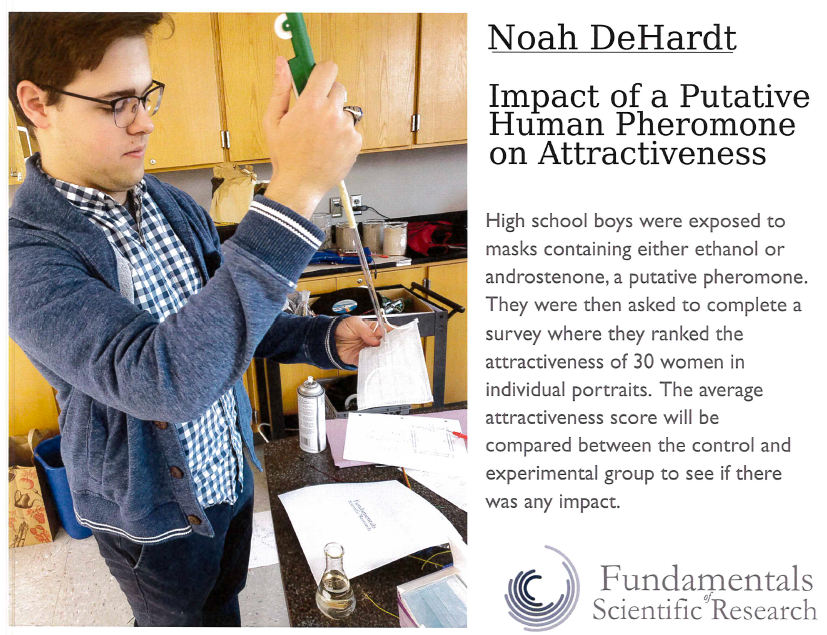 Noah DeHardt
Impact of a Putative
Human Pheromone
on Attractiveness
High school boys were exposed to
masks containing either ethanol or
androstenone, a putative pheromone.
They were then asked to complete a
survey where they ranked the
attractiveness of 30 women in
individual portraits. The average
attractiveness score will be
compared between the control and
experimental group to see if there
was any impact.
Fundamentals
of
Scientific Research
Fundamentals
Scientific Research